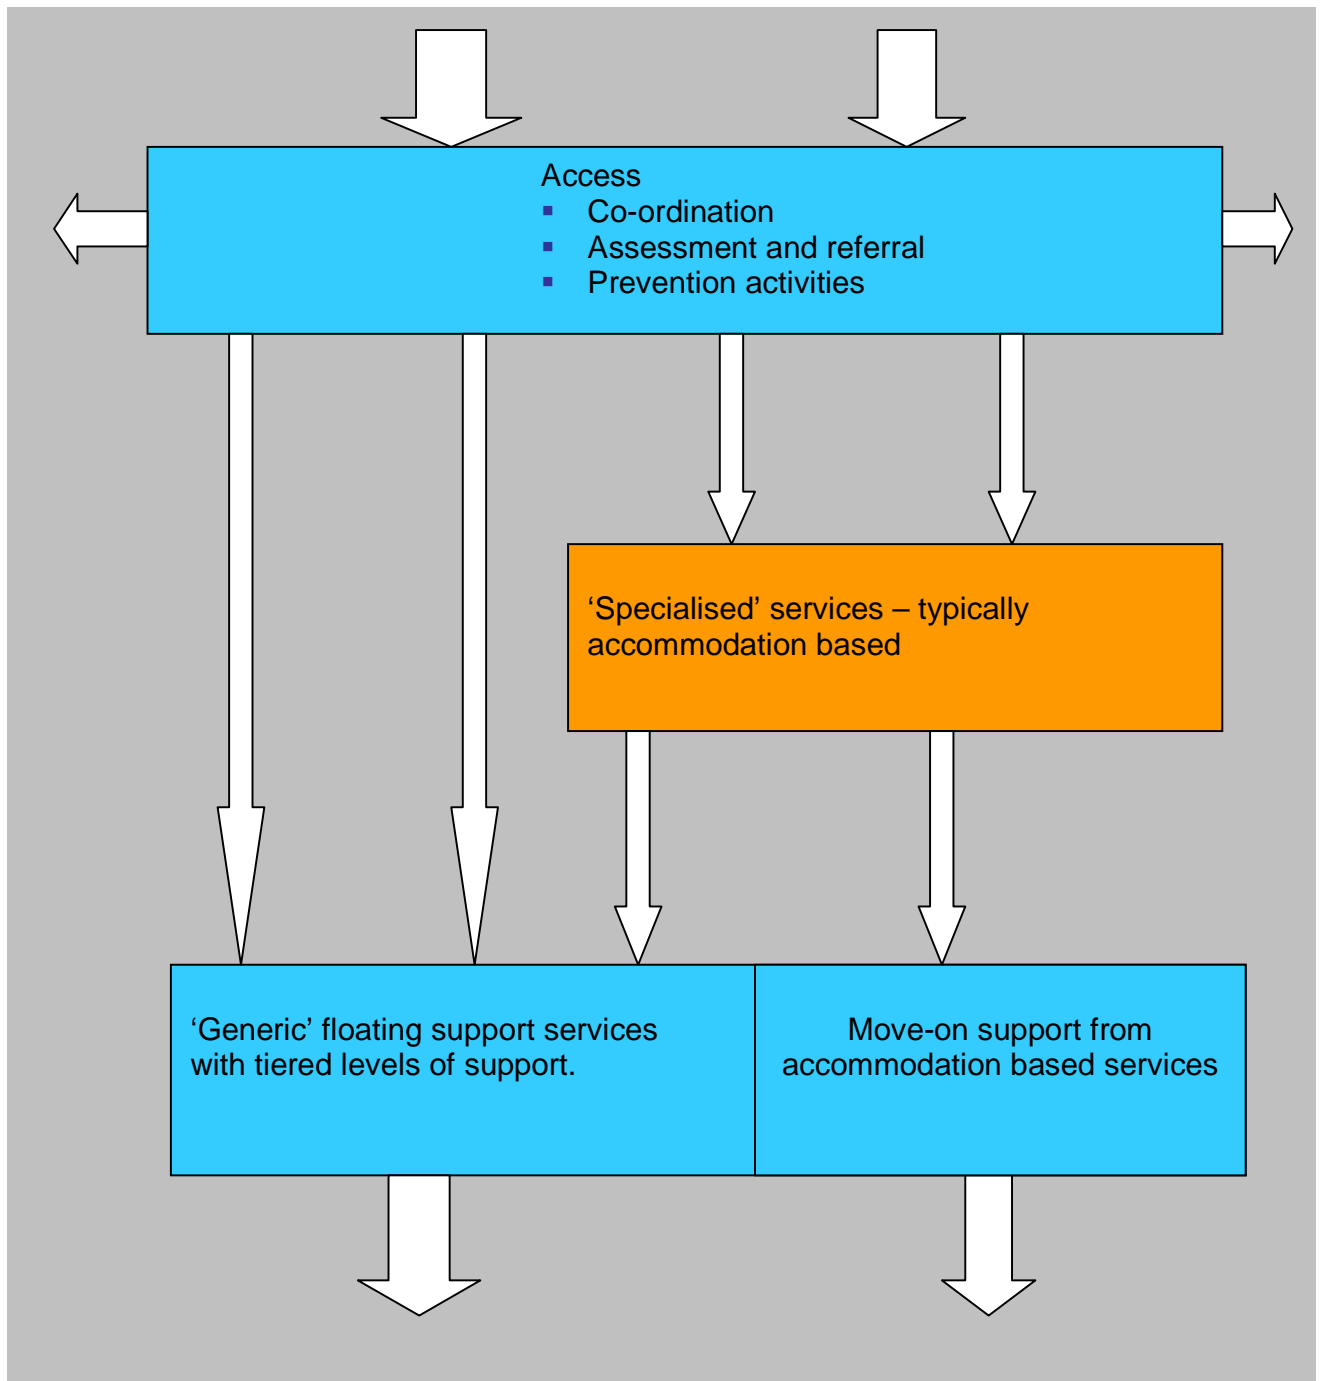 Access
▪ Co-ordination
▪ Assessment and referral
▪ Prevention activities
‘Specialised’ services – typically
accommodation based
‘Generic’ floating support services
with tiered levels of support.
Move-on support from
accommodation based services